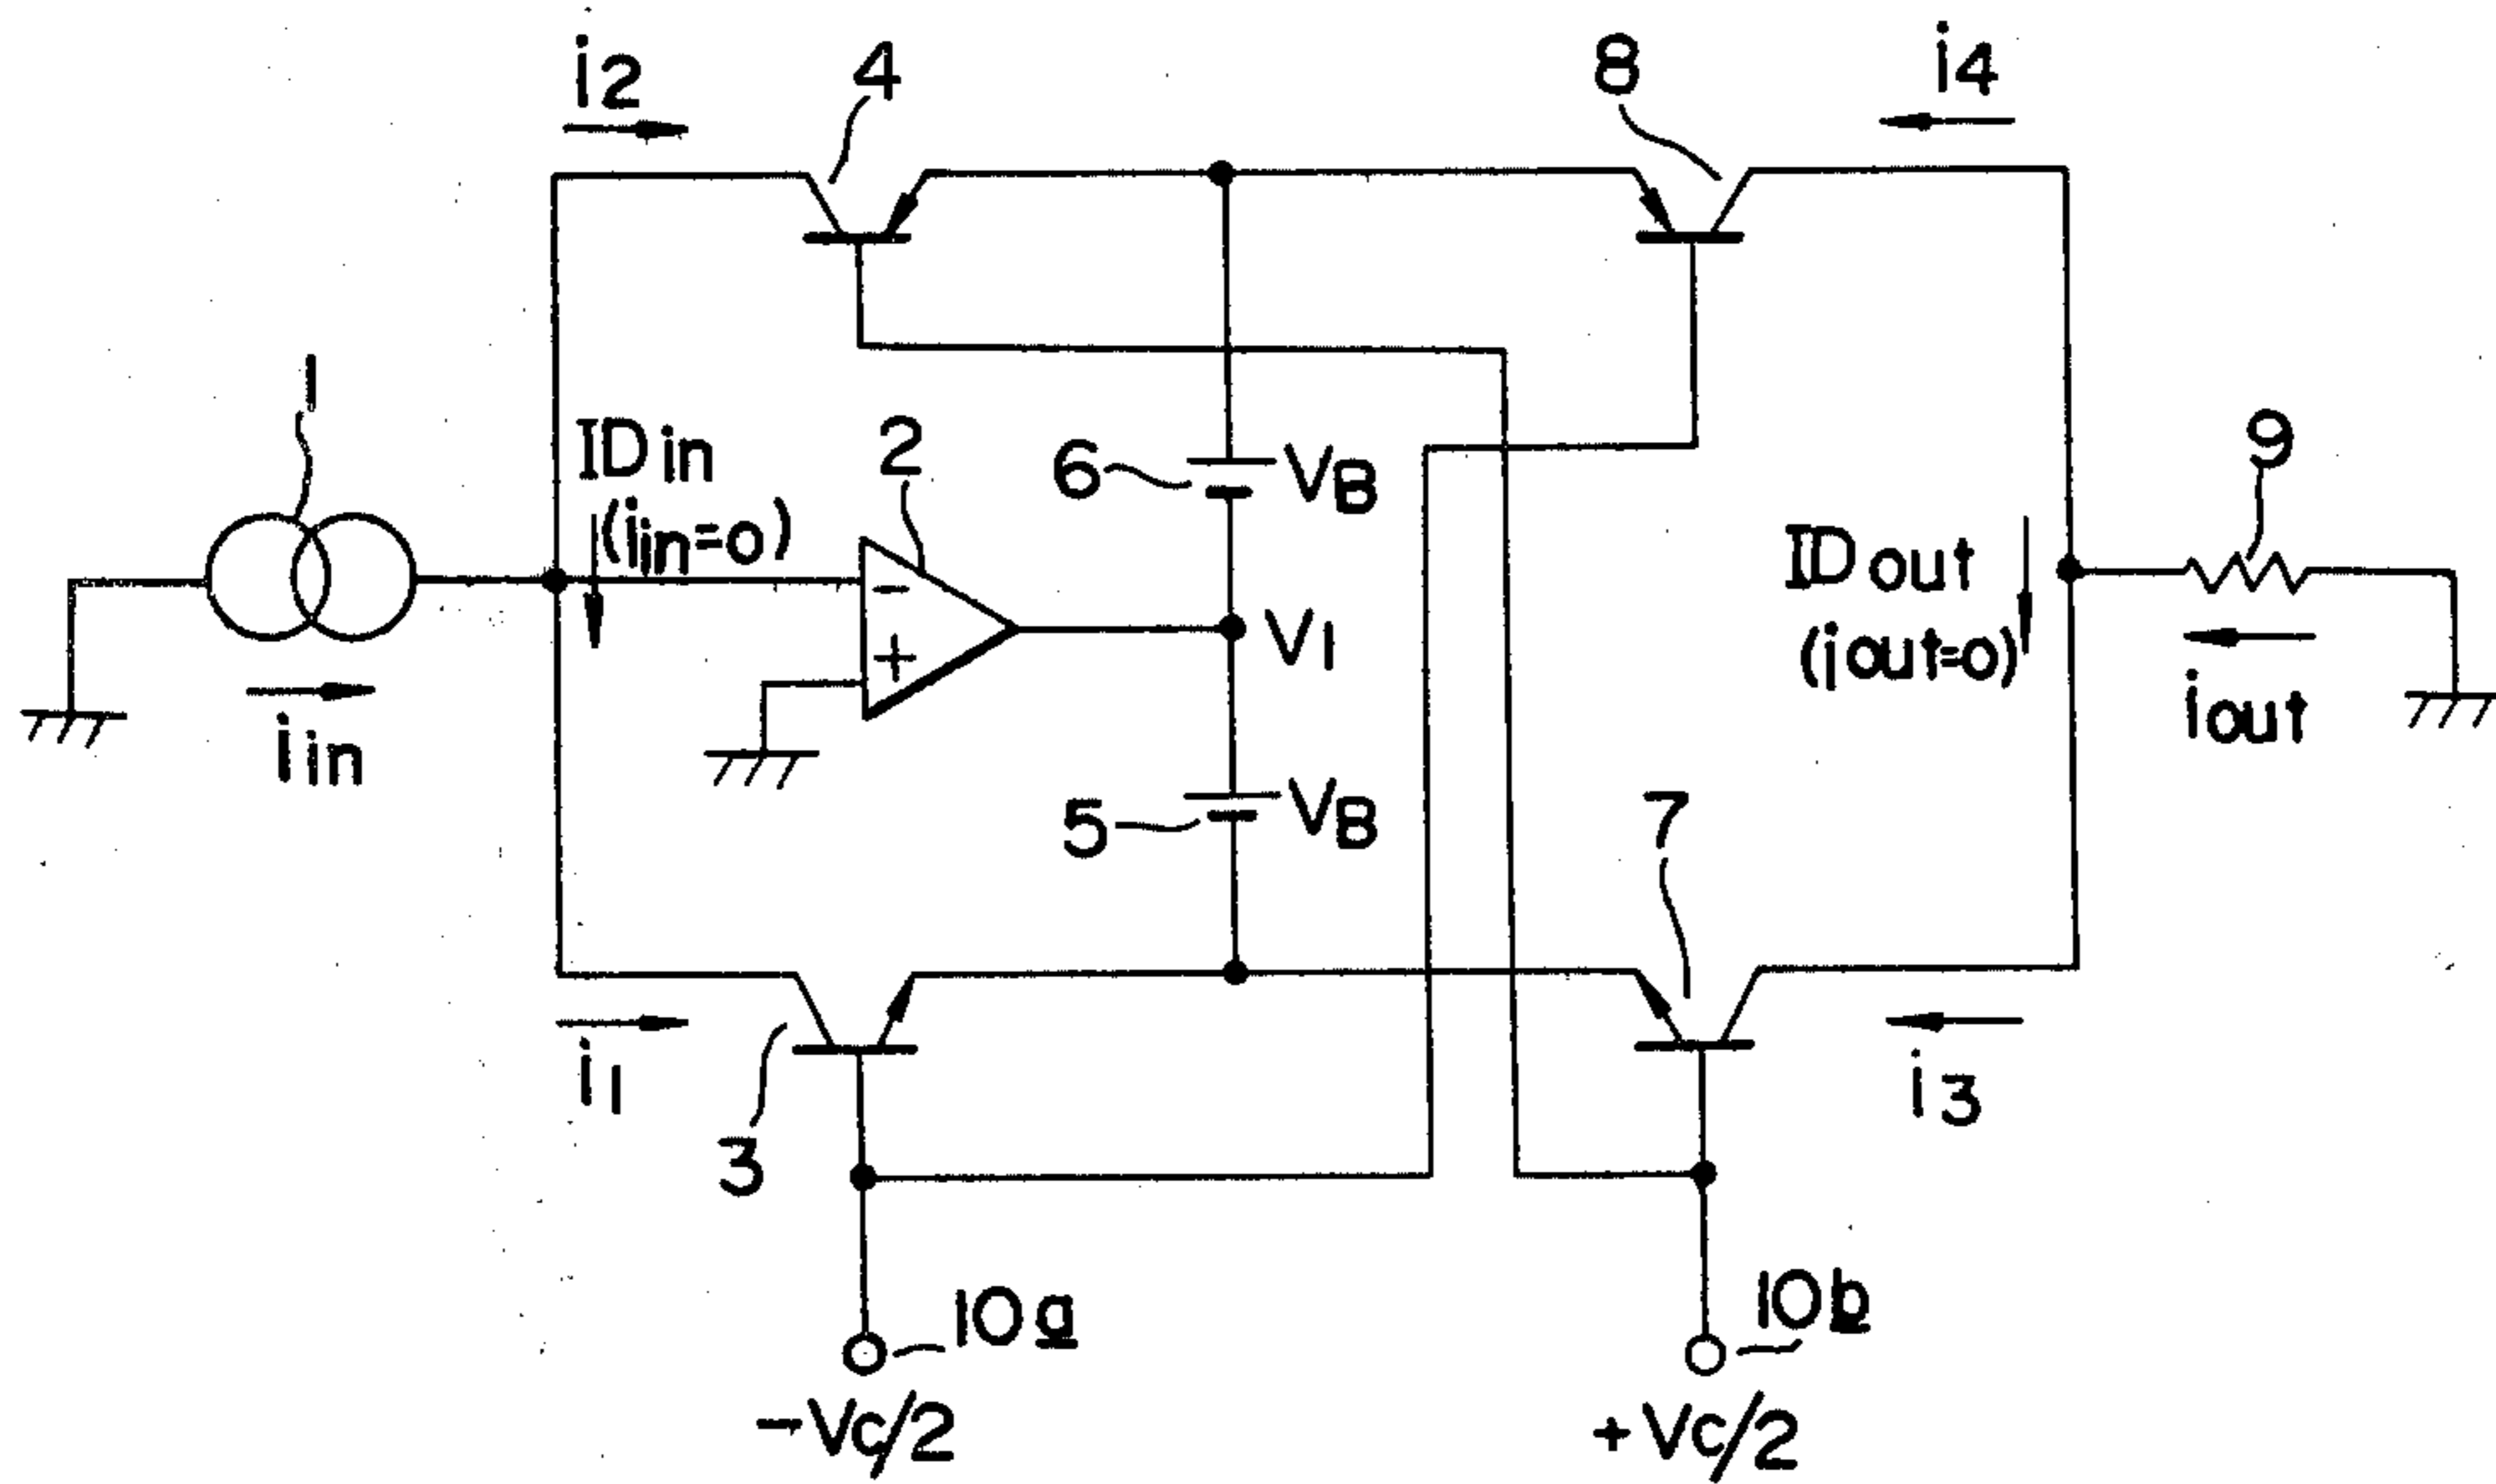 i2
4
8
i4
1
IDin
(iin=0)
2
6
VB
9
IDout
(iout=0)
V1
iin
iout
5
VB
7
i1
3
i3
10a
10b
-Vc/2
+Vc/2
-
+